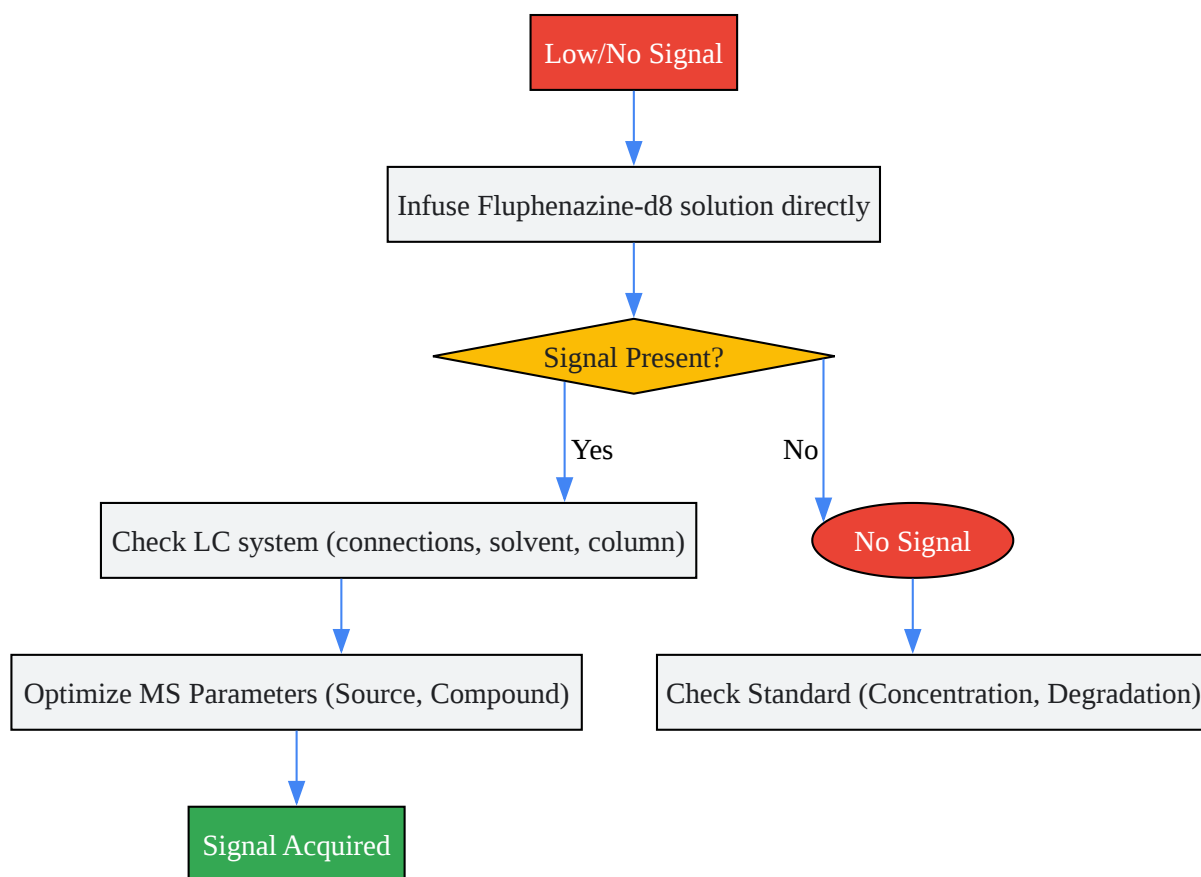 Low/No Signal
Infuse Fluphenazine-d8 solution directly
Signal Present?
Yes
No
Check LC system (connections, solvent, column)
No Signal
Optimize MS Parameters (Source, Compound)
Check Standard (Concentration, Degradation)
Signal Acquired